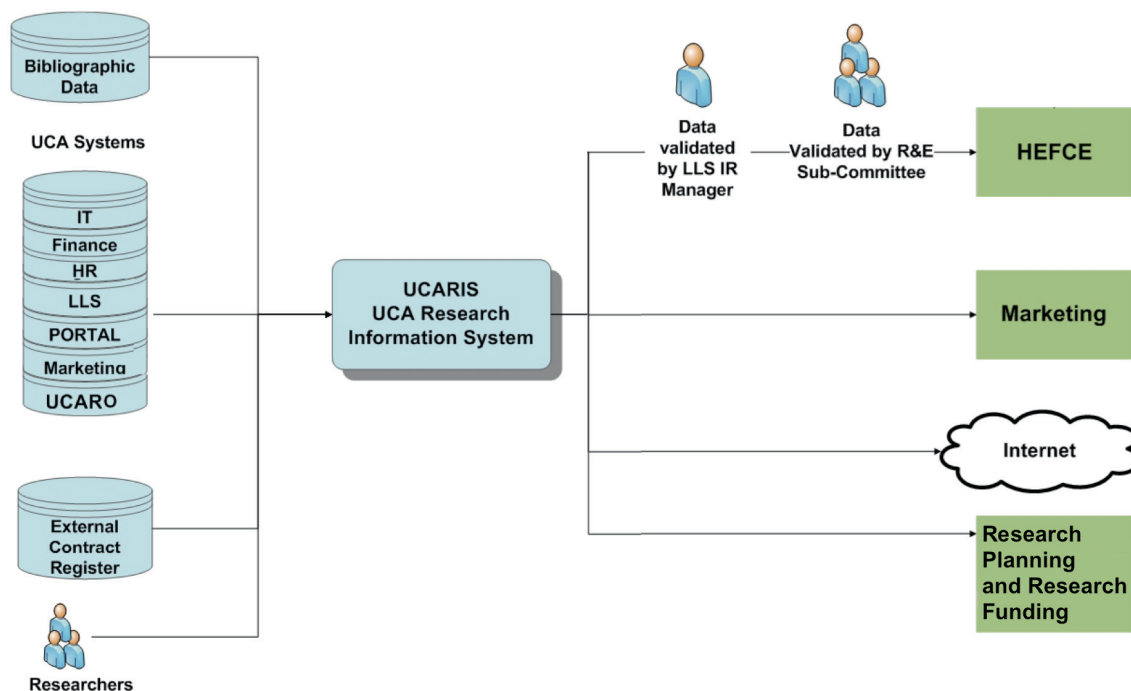 Bibliographic
Data
UCA Systems
IT
Finance
HR
LLS
PORTAL
Marketing
UCARO
External
Contract
Register
Researchers
UCARIS
UCA Research
Information System
Data
validated
by LLS IR
Manager
Data
Validated by R&E
Sub-Committee
HEFCE
Marketing
Internet
Research
Planning
and Research
Funding